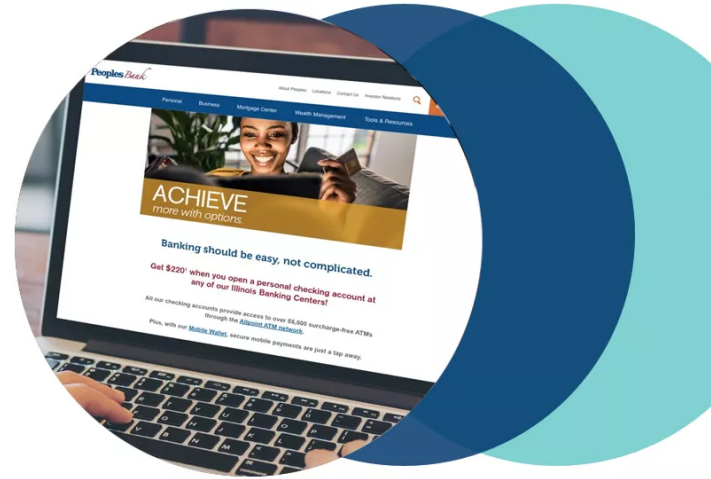 Peoples Bank
About Peoples Locations Contact Us Investor Relations
Personal Business Mortgage Center Wealth Management Tools & Resources
ACHIEVE
more with options.
Banking should be easy, not complicated.
Get $220¹ when you open a personal checking account at
any of our Illinois Banking Centers!
All our checking accounts provide access to over 55,000 surcharge-free ATMs
through the Allpoint ATM network.
Plus, with our Mobile Wallet, secure mobile payments are just a tap away.